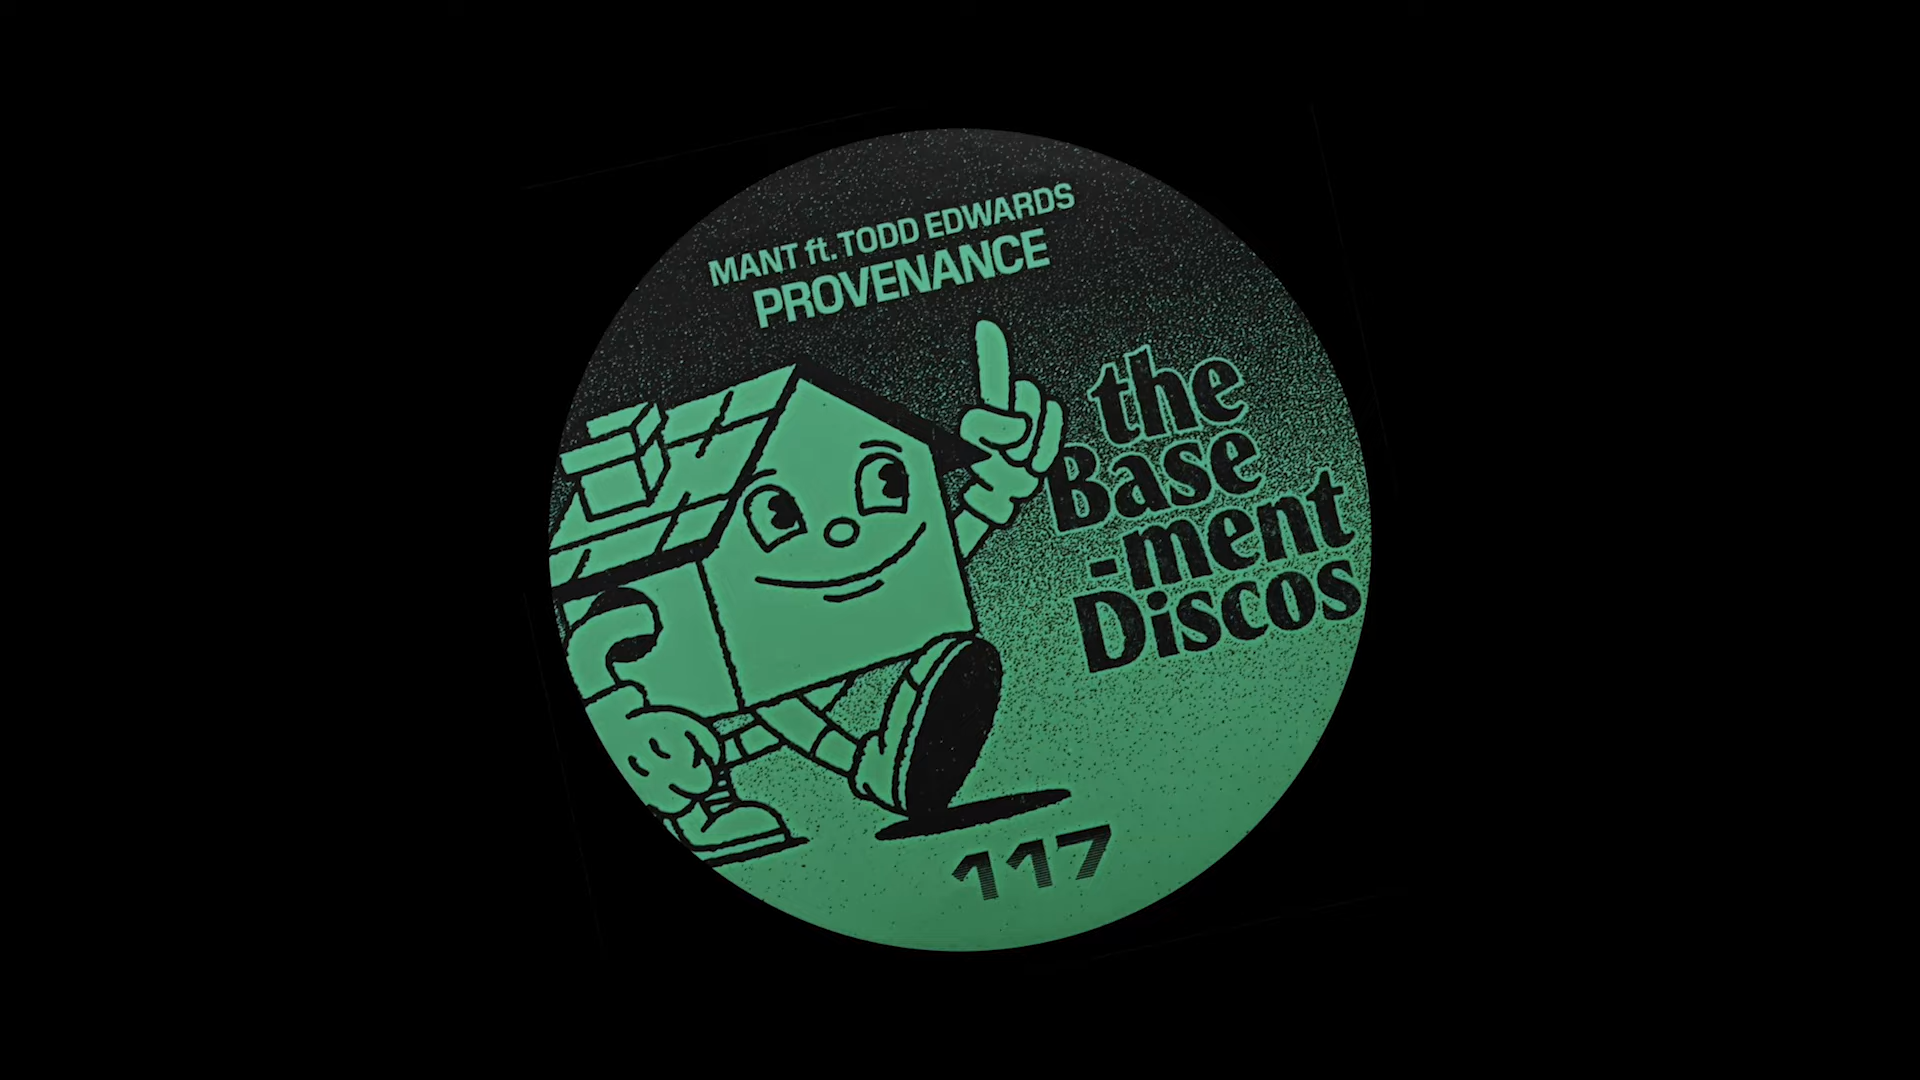 MANT ft. TODD EDWARDS
PROVENANCE
the
Base
-ment
Discos
117